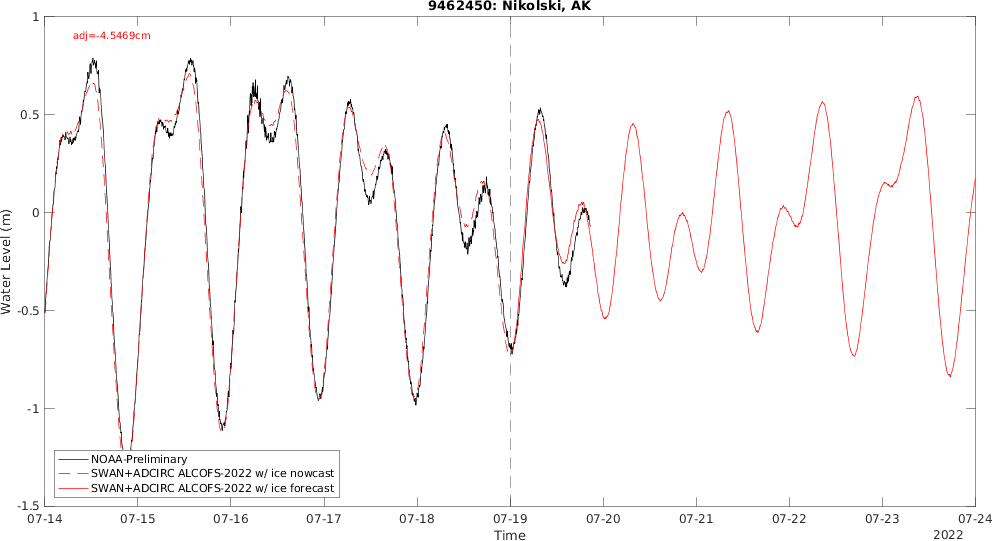 9462450: Nikolski, AK
adj=-4.5469cm
Water Level (m)
1
0.5
0
-0.5
-1
-1.5
NOAA-Preliminary
SWAN+ADCIRC ALCOFS-2022 w/ ice nowcast
SWAN+ADCIRC ALCOFS-2022 w/ ice forecast
07-14 07-15 07-16 07-17 07-18 07-19 07-20 07-21 07-22 07-23 07-24
Time
2022